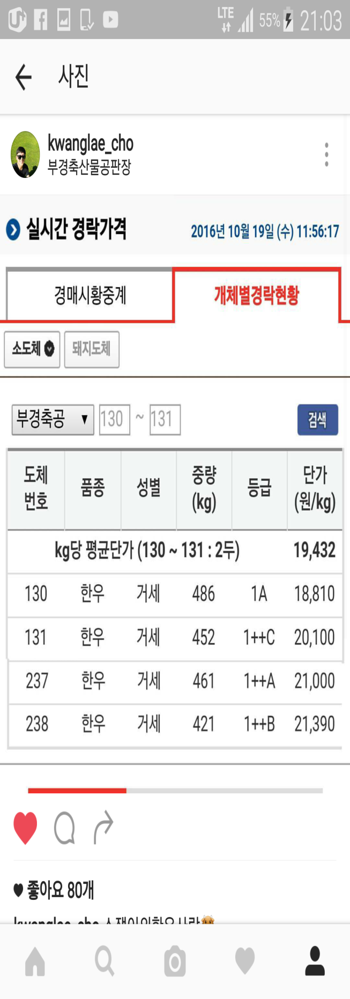 LTE 55% 21:03
사진
kwanglae_cho
부경축산물공판장
실시간 경락가격 2016년 10월 19일 (수) 11:56:17
경매시황중계 개체별경락현황
소도체 돼지도체
부경축공 ▼ 130 ~ 131 검색
도체 번호 품종 성별 중량 (kg) 등급 단가 (원/kg)
kg당 평균단가 (130 ~ 131 : 2두) 19,432
130 한우 거세 486 1A 18,810
131 한우 거세 452 1++C 20,100
237 한우 거세 461 1++A 21,000
238 한우 거세 421 1++B 21,390
좋아요 80개
kwanglae_cho